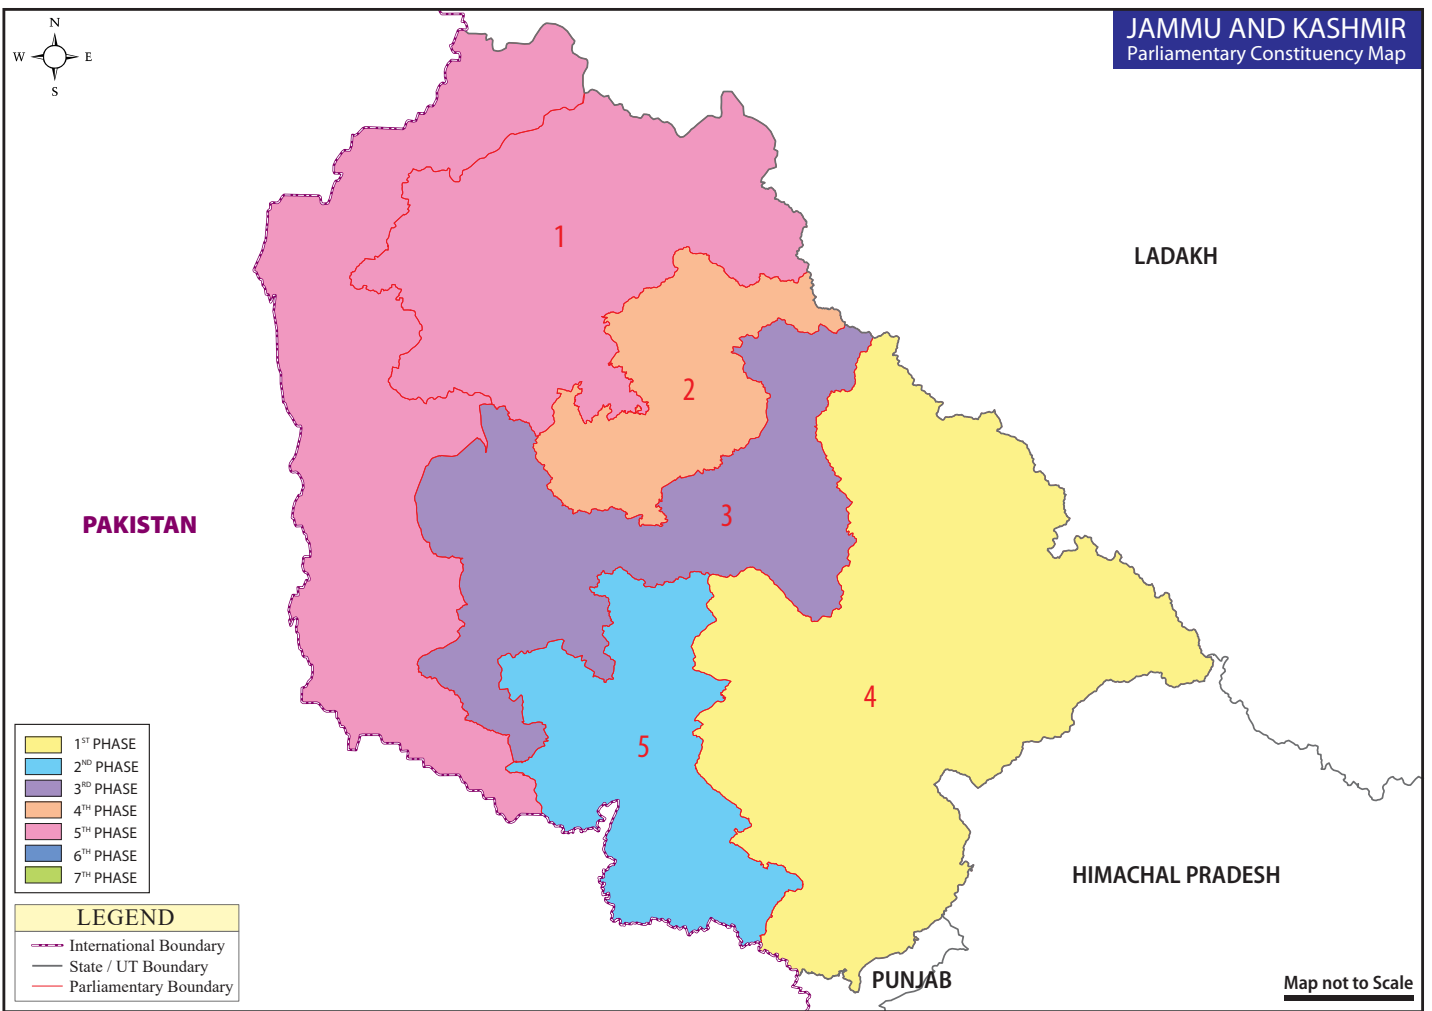 JAMMU AND KASHMIR
Parliamentary Constituency Map
N
W E
S
1
LADAKH
2
PAKISTAN
3
4
5
1ST PHASE
2ND PHASE
3RD PHASE
4TH PHASE
5TH PHASE
6TH PHASE
7TH PHASE
HIMACHAL PRADESH
LEGEND
International Boundary
State / UT Boundary
Parliamentary Boundary
PUNJAB
Map not to Scale